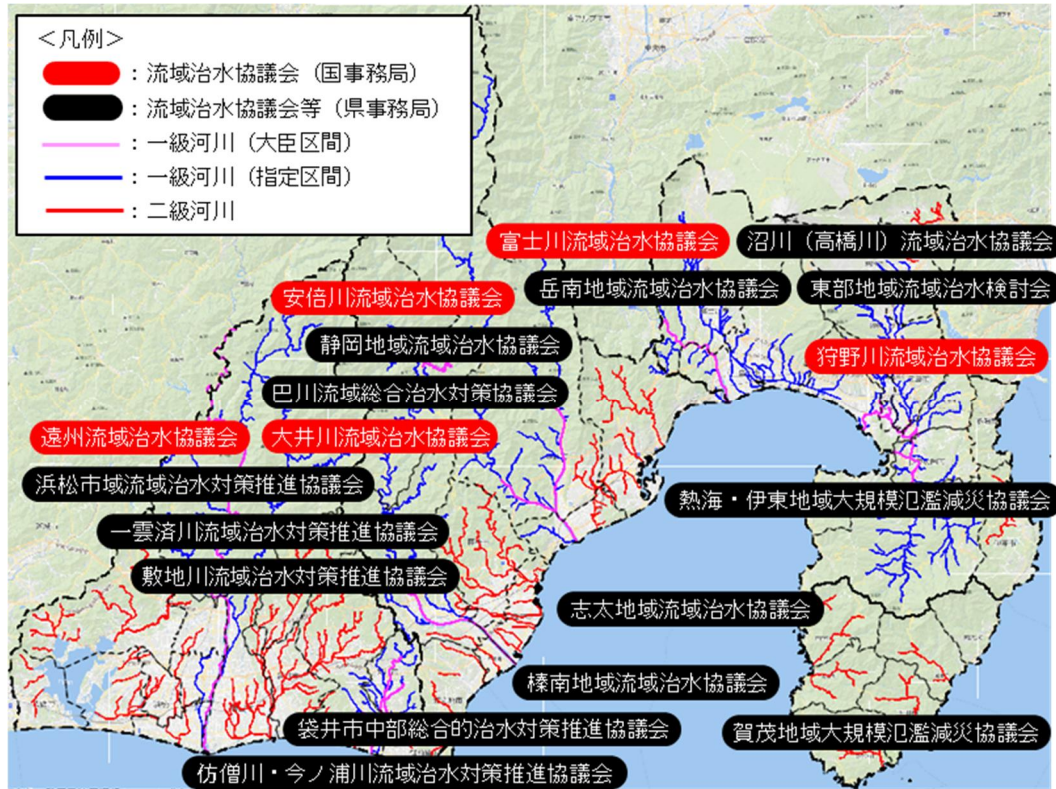 ＜凡例＞
：流域治水協議会（国事務局）
：流域治水協議会等（県事務局）
：一級河川（大臣区間）
：一級河川（指定区間）
：二級河川
富士川流域治水協議会
沼川（高橋川）流域治水協議会
岳南地域流域治水協議会
東部地域流域治水検討会
安倍川流域治水協議会
静岡地域流域治水協議会
狩野川流域治水協議会
巴川流域総合治水対策協議会
遠州流域治水協議会
大井川流域治水協議会
浜松市域流域治水対策推進協議会
熱海・伊東地域大規模氾濫減災協議会
一雲済川流域治水対策推進協議会
敷地川流域治水対策推進協議会
志太地域流域治水協議会
榛南地域流域治水協議会
袋井市中部総合的治水対策推進協議会
賀茂地域大規模氾濫減災協議会
仿僧川・今ノ浦川流域治水対策推進協議会